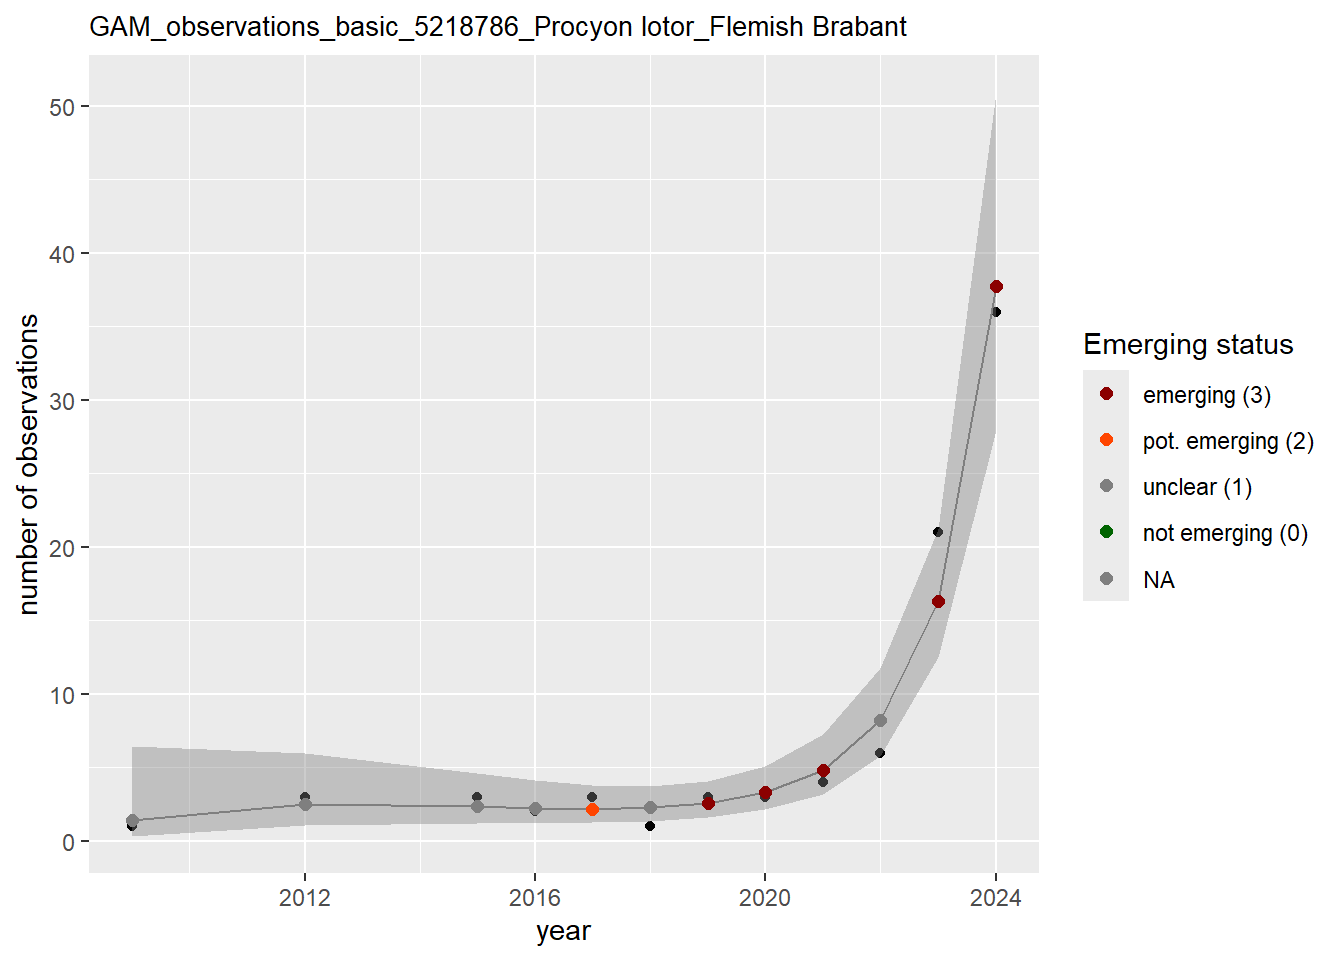 GAM_observations_basic_5218786_Procyon lotor_Flemish Brabant
50
40
30
20
10
0
number of observations
2012
2016
2020
2024
year
Emerging status
emerging (3)
pot. emerging (2)
unclear (1)
not emerging (0)
NA